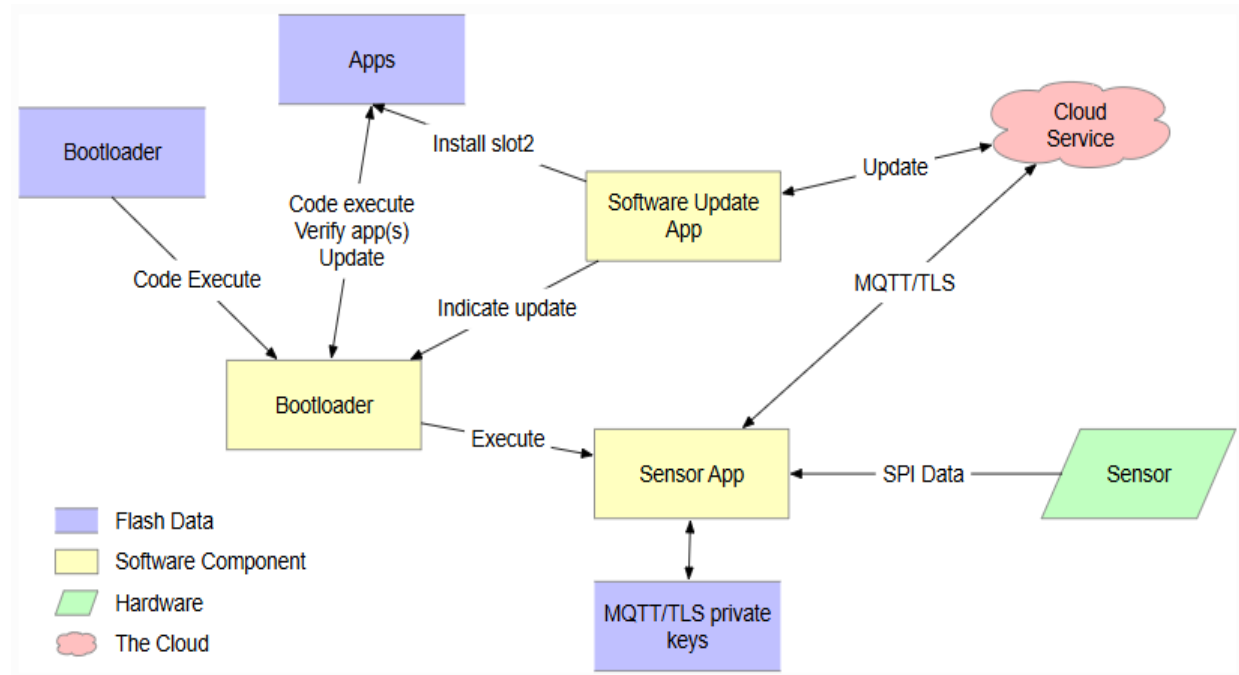 Apps
Bootloader
Install slot2
Cloud
Service
Update
Software Update
App
Code execute
Verify app(s)
Update
Code Execute
MQTT/TLS
Indicate update
Bootloader
Execute
Sensor App
SPI Data
Sensor
Flash Data
Software Component
Hardware
The Cloud
MQTT/TLS private
keys